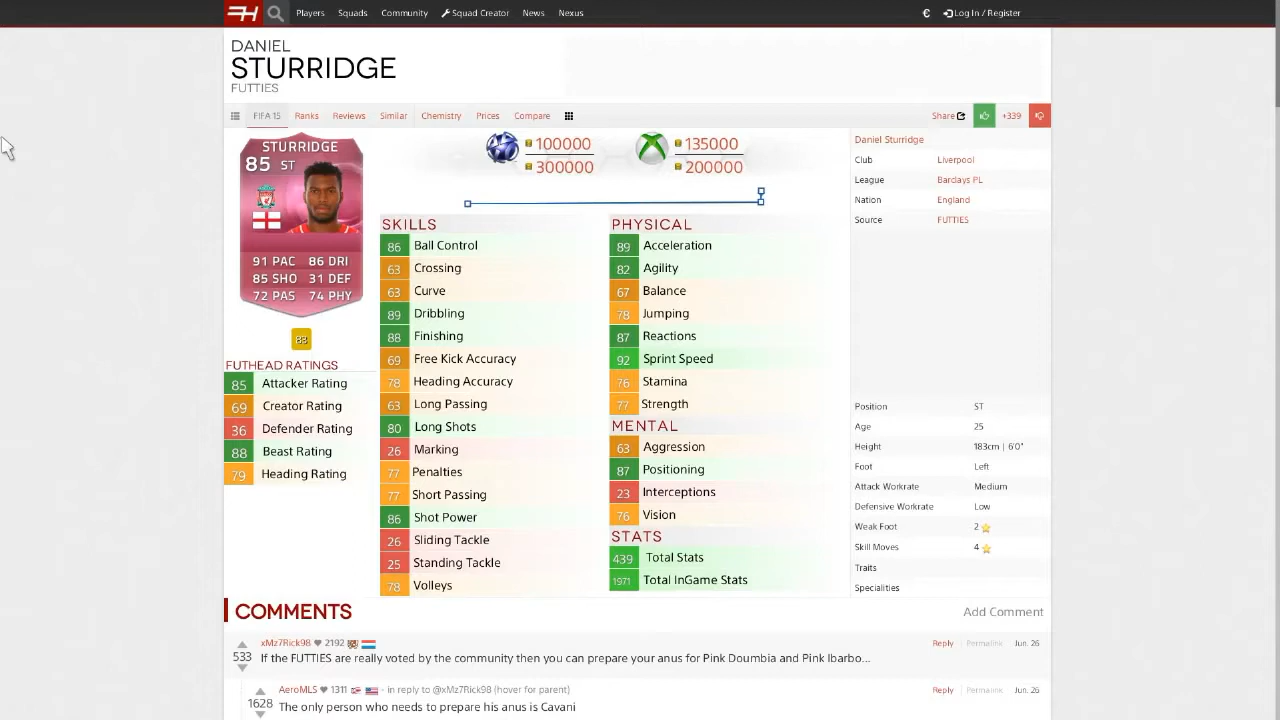 Players Squads Community Squad Creator News Nexus € Log In / Register
DANIEL
STURRIDGE
FUTTIES
FIFA 15 Ranks Reviews Similar Chemistry Prices Compare Share +339
STURRIDGE
85 ST
91 PAC 86 DRI
85 SHO 31 DEF
72 PAS 74 PHY
83
FUTHEAD RATINGS
85 Attacker Rating
69 Creator Rating
36 Defender Rating
88 Beast Rating
79 Heading Rating
100000
300000
135000
200000
SKILLS
86 Ball Control
63 Crossing
63 Curve
89 Dribbling
88 Finishing
69 Free Kick Accuracy
78 Heading Accuracy
63 Long Passing
80 Long Shots
26 Marking
77 Penalties
77 Short Passing
86 Shot Power
26 Sliding Tackle
25 Standing Tackle
78 Volleys
PHYSICAL
89 Acceleration
82 Agility
67 Balance
78 Jumping
87 Reactions
92 Sprint Speed
76 Stamina
77 Strength
MENTAL
63 Aggression
87 Positioning
23 Interceptions
76 Vision
STATS
439 Total Stats
1971 Total InGame Stats
Daniel Sturridge
Club Liverpool
League Barclays PL
Nation England
Source FUTTIES
Position ST
Age 25
Height 183cm | 6'0"
Foot Left
Attack Workrate Medium
Defensive Workrate Low
Weak Foot 2
Skill Moves 4
Traits
Specialities
COMMENTS Add Comment
xMz7Rick98 2192 Reply Permalink Jun. 26
533 If the FUTTIES are really voted by the community then you can prepare your anus for Pink Doumbia and Pink Ibarbo...
AeroMLS 1311 - in reply to @xMz7Rick98 (hover for parent) Reply Permalink Jun. 26
1628 The only person who needs to prepare his anus is Cavani